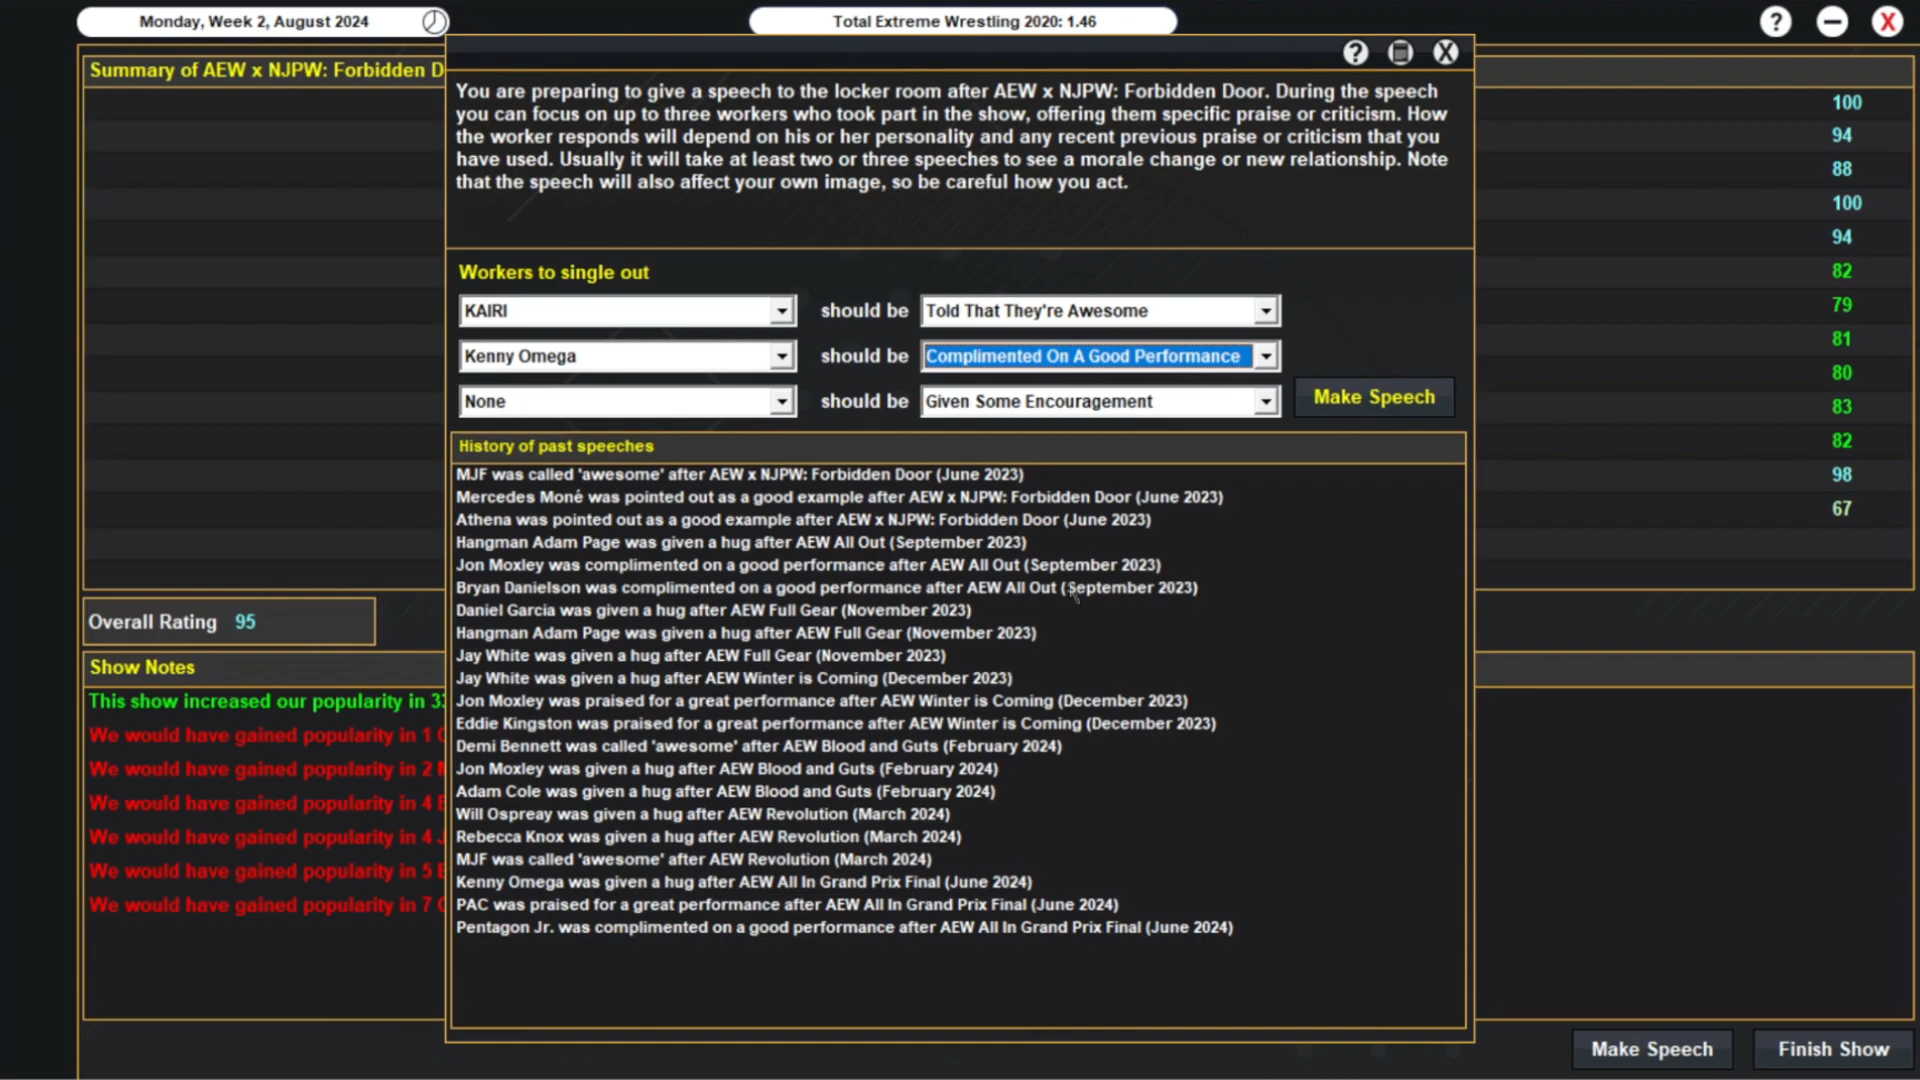 Monday, Week 2, August 2024
Total Extreme Wrestling 2020: 1.46
? – X
? X
Summary of AEW x NJPW: Forbidden D
You are preparing to give a speech to the locker room after AEW x NJPW: Forbidden Door. During the speech
you can focus on up to three workers who took part in the show, offering them specific praise or criticism. How
the worker responds will depend on his or her personality and any recent previous praise or criticism that you
have used. Usually it will take at least two or three speeches to see a morale change or new relationship. Note
that the speech will also affect your own image, so be careful how you act.
100
94
88
100
94
82
79
81
80
83
82
98
67
Workers to single out
KAIRI should be Told That They're Awesome
Kenny Omega should be Complimented On A Good Performance
None should be Given Some Encouragement
Make Speech
History of past speeches
MJF was called 'awesome' after AEW x NJPW: Forbidden Door (June 2023)
Mercedes Moné was pointed out as a good example after AEW x NJPW: Forbidden Door (June 2023)
Athena was pointed out as a good example after AEW x NJPW: Forbidden Door (June 2023)
Hangman Adam Page was given a hug after AEW All Out (September 2023)
Jon Moxley was complimented on a good performance after AEW All Out (September 2023)
Bryan Danielson was complimented on a good performance after AEW All Out (September 2023)
Daniel Garcia was given a hug after AEW Full Gear (November 2023)
Hangman Adam Page was given a hug after AEW Full Gear (November 2023)
Jay White was given a hug after AEW Full Gear (November 2023)
Jay White was given a hug after AEW Winter is Coming (December 2023)
Jon Moxley was praised for a great performance after AEW Winter is Coming (December 2023)
Eddie Kingston was praised for a great performance after AEW Winter is Coming (December 2023)
Demi Bennett was called 'awesome' after AEW Blood and Guts (February 2024)
Jon Moxley was given a hug after AEW Blood and Guts (February 2024)
Adam Cole was given a hug after AEW Blood and Guts (February 2024)
Will Ospreay was given a hug after AEW Revolution (March 2024)
Rebecca Knox was given a hug after AEW Revolution (March 2024)
MJF was called 'awesome' after AEW Revolution (March 2024)
Kenny Omega was given a hug after AEW All In Grand Prix Final (June 2024)
PAC was praised for a great performance after AEW All In Grand Prix Final (June 2024)
Pentagon Jr. was complimented on a good performance after AEW All In Grand Prix Final (June 2024)
Overall Rating 95
Show Notes
This show increased our popularity in 3
We would have gained popularity in 1
We would have gained popularity in 2
We would have gained popularity in 4
We would have gained popularity in 4
We would have gained popularity in 5
We would have gained popularity in 7
Make Speech
Finish Show